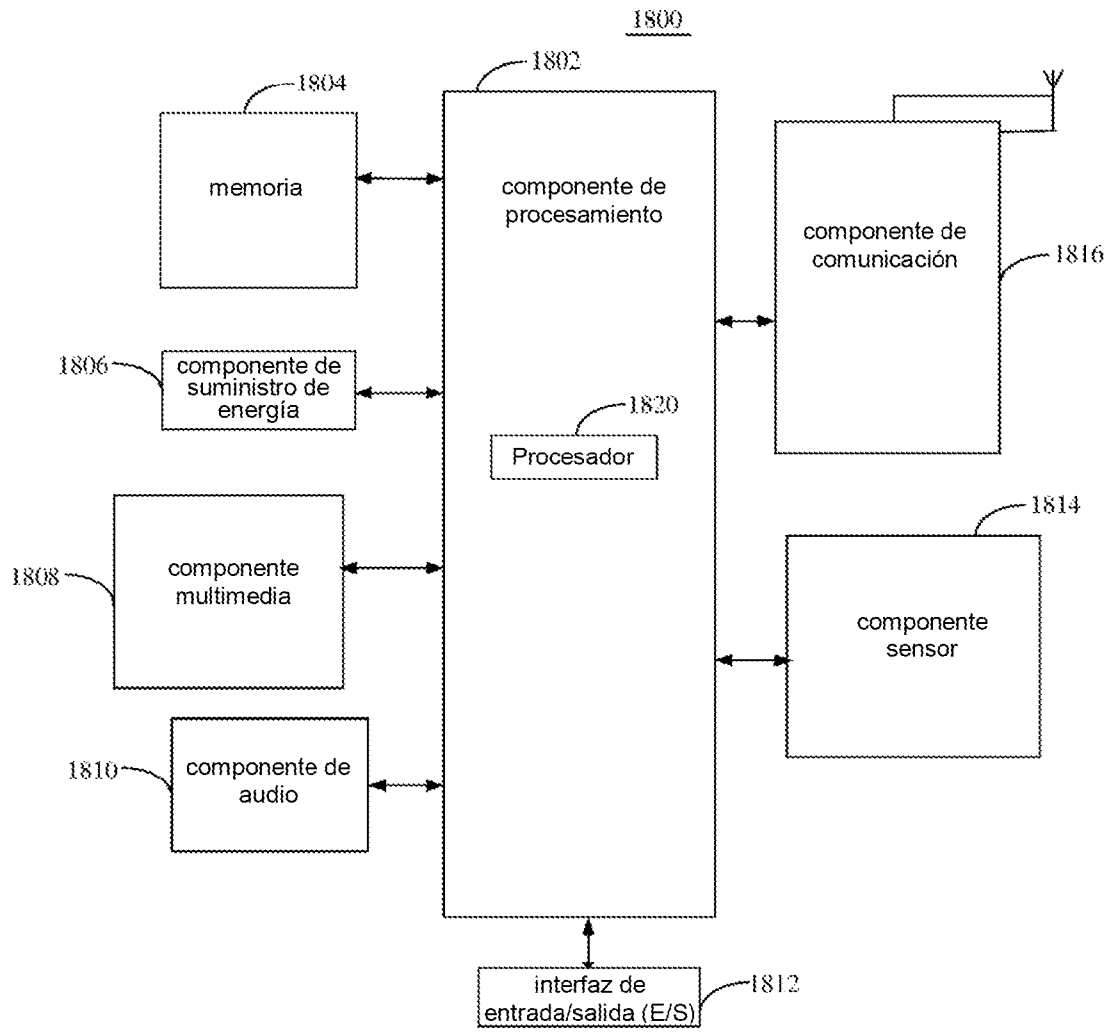 1800
1802
1804
memoria
componente de
procesamiento
componente de
comunicación
1816
1806
componente de
suministro de
energía
1820
Procesador
1814
1808
componente
multimedia
componente
sensor
1810
componente de
audio
interfaz de
entrada/salida (E/S)
1812